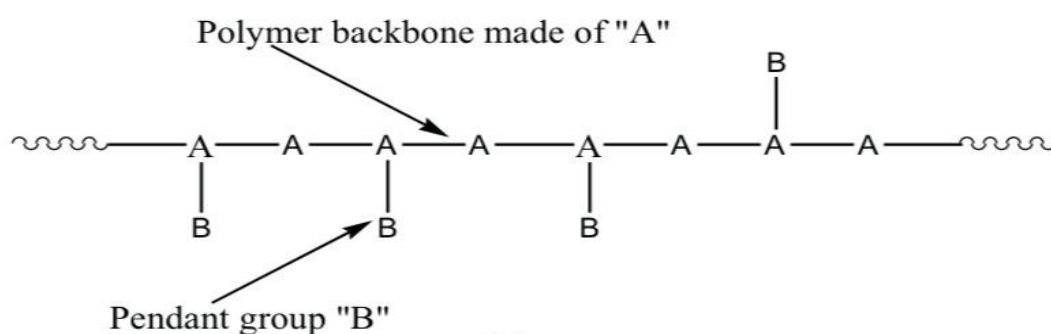 Polymer backbone made of "A"
B
A A A A A A A A
B B B
Pendant group "B"